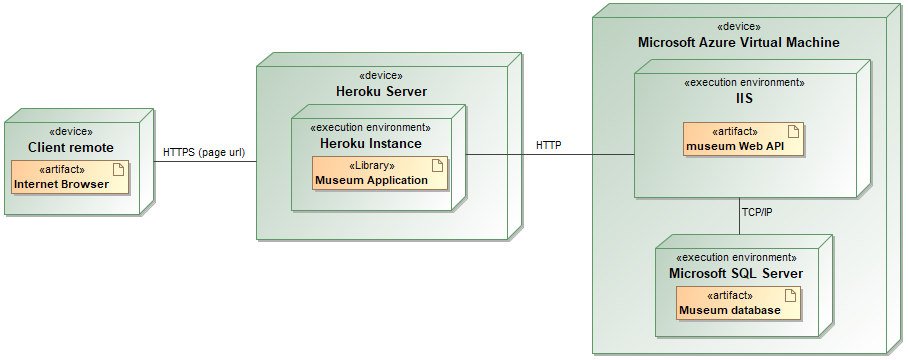 «device»
Client remote
«artifact»
Internet Browser
HTTPS (page url)
«device»
Heroku Server
«execution environment»
Heroku Instance
«Library»
Museum Application
HTTP
«device»
Microsoft Azure Virtual Machine
«execution environment»
IIS
«artifact»
museum Web API
TCP/IP
«execution environment»
Microsoft SQL Server
«artifact»
Museum database